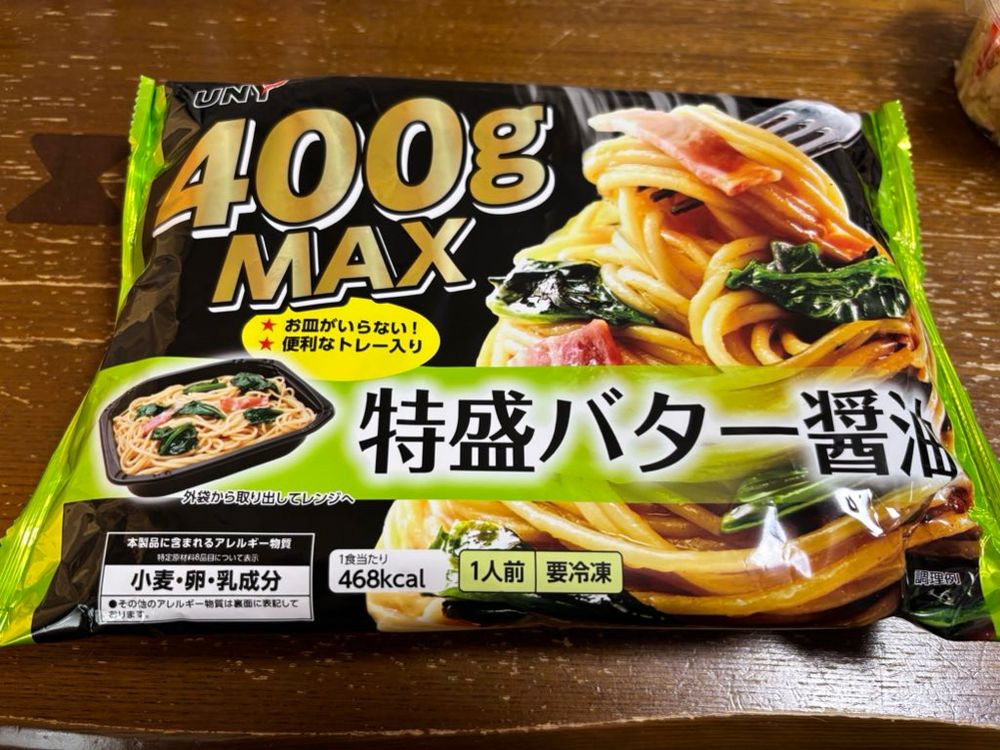 UNY
400g
MAX
★ お皿がいらない!
★ 便利なトレー入り
特盛バター醤油
外袋から取り出してレンジへ
本製品に含まれるアレルギー物質
特定原材料8品目について表示
小麦・卵・乳成分
●その他のアレルギー物質は裏面に表記して
おります。
1食当たり
468kcal
1人前
要冷凍
調理例